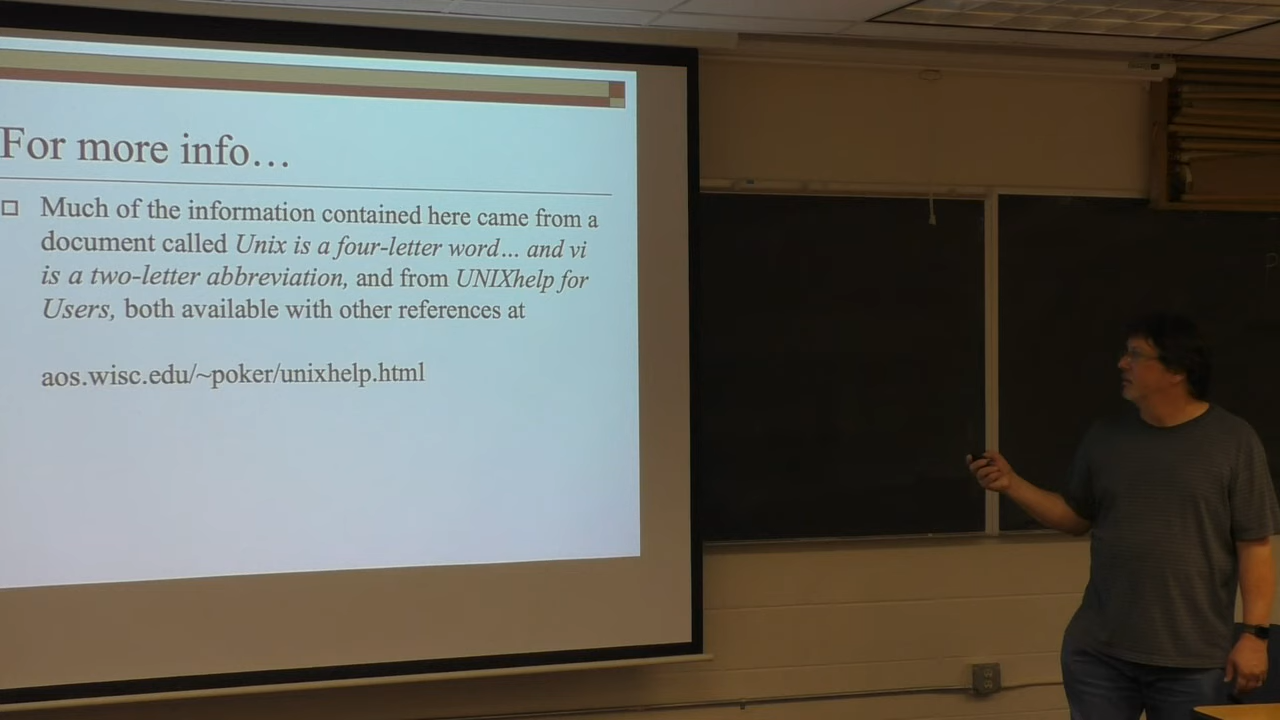 For more info…
Much of the information contained here came from a
document called Unix is a four-letter word… and vi
is a two-letter abbreviation, and from UNIXhelp for
Users, both available with other references at
aos.wisc.edu/~poker/unixhelp.html